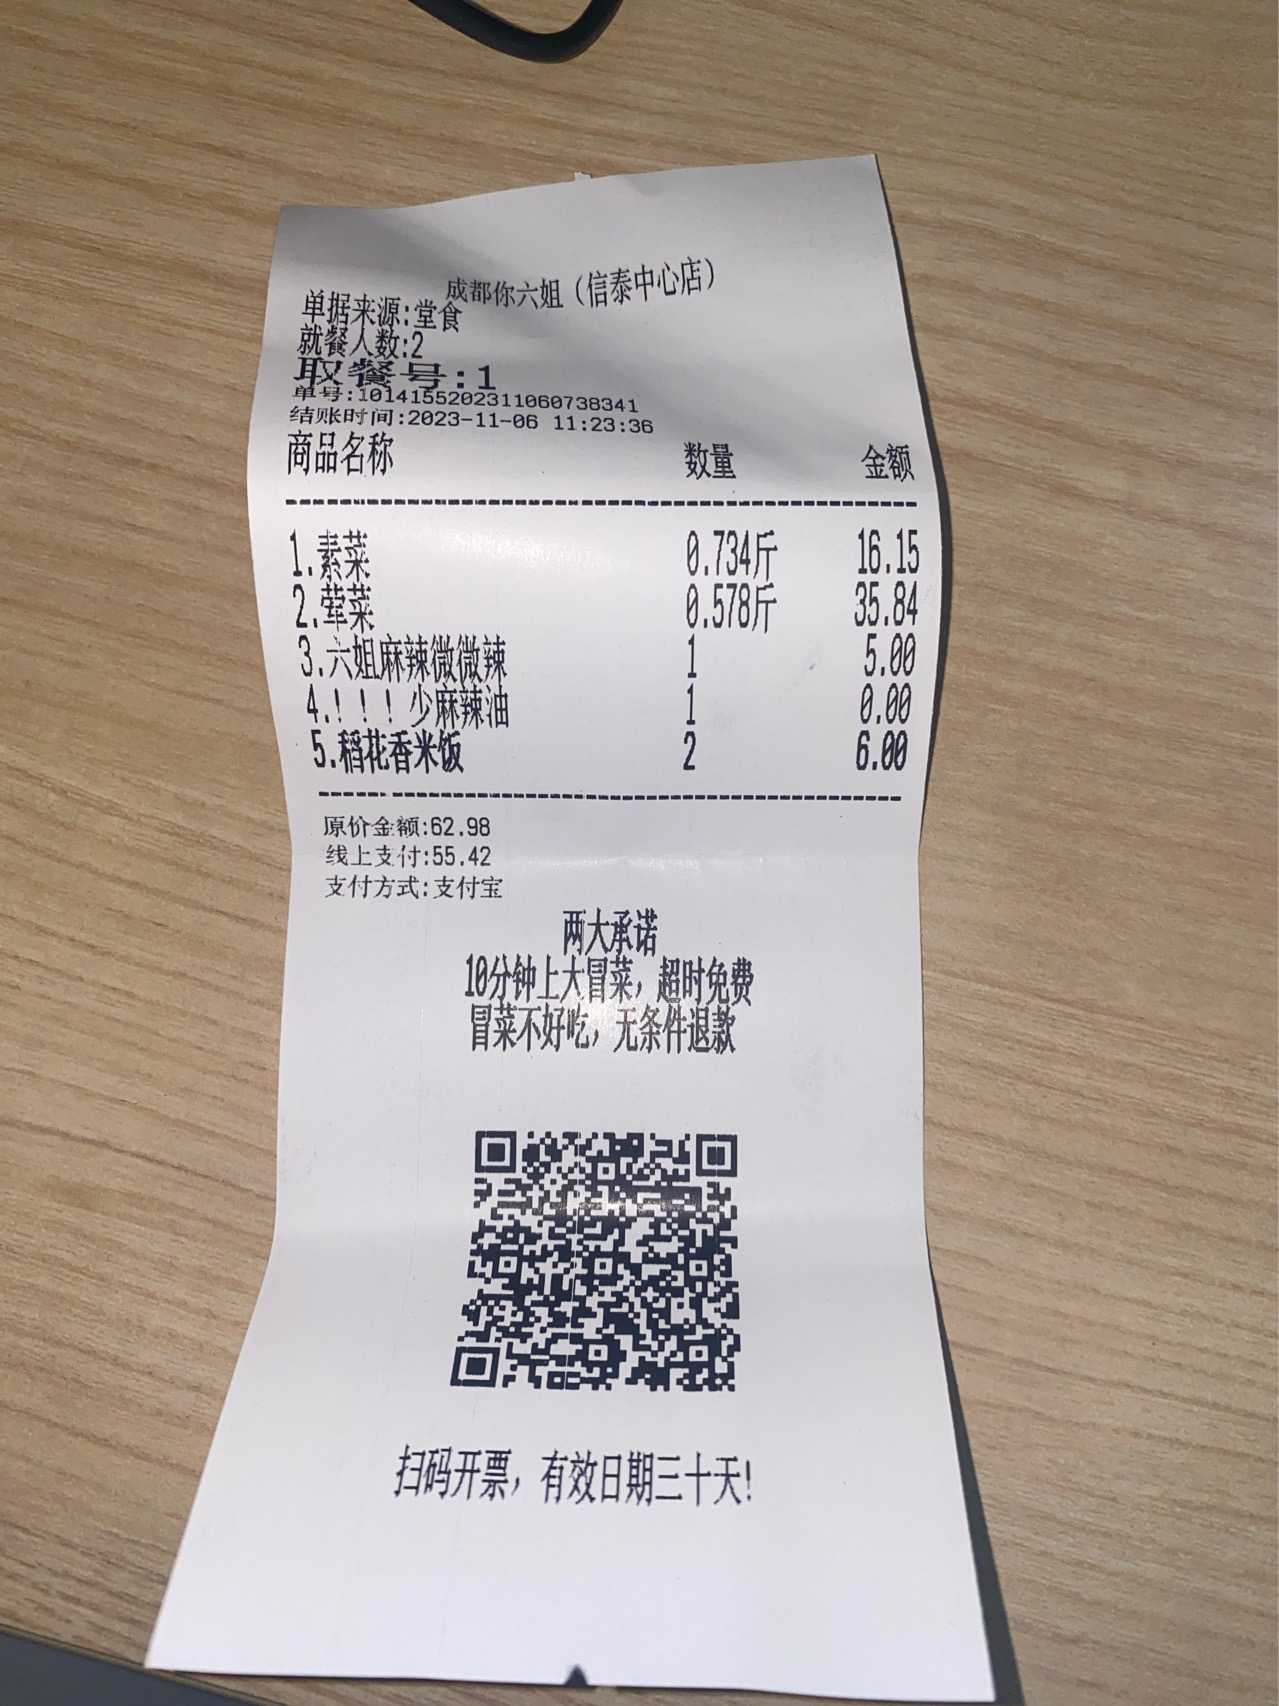 成都你六姐（信泰中心店）
单据来源:堂食
就餐人数:2
取餐号:1
单号:101415520231106073 8341
结账时间:2023-11-06 11:23:36
商品名称 数量 金额
1.素菜 0.734斤 16.15
2.荤菜 0.578斤 35.84
3.六姐麻辣微微辣 1 5.00
4.！！！少麻辣油 1 0.00
5.稻花香米饭 2 6.00
原价金额:62.98
线上支付:55.42
支付方式:支付宝
两大承诺
10分钟上大冒菜，超时免费
冒菜不好吃，无条件退款
扫码开票，有效日期三十天!